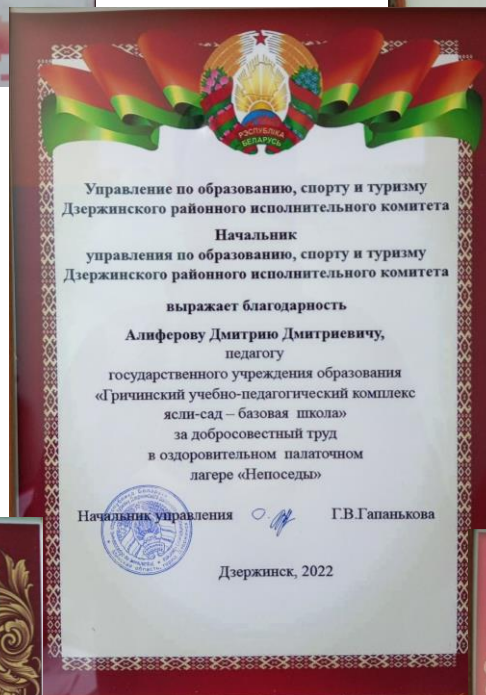 РЭСПУБЛІКА
БЕЛАРУСЬ
Управление по образованию, спорту и туризму
Дзержинского районного исполнительного комитета
Начальник
управления по образованию, спорту и туризму
Дзержинского районного исполнительного комитета
выражает благодарность
Алиферову Дмитрию Дмитриевичу,
педагогу
государственного учреждения образования
«Гричинский учебно-педагогический комплекс
ясли-сад – базовая школа»
за добросовестный труд
в оздоровительном палаточном
лагере «Непоседы»
Начальник управления Г.В.Гапанькова
Дзержинск, 2022